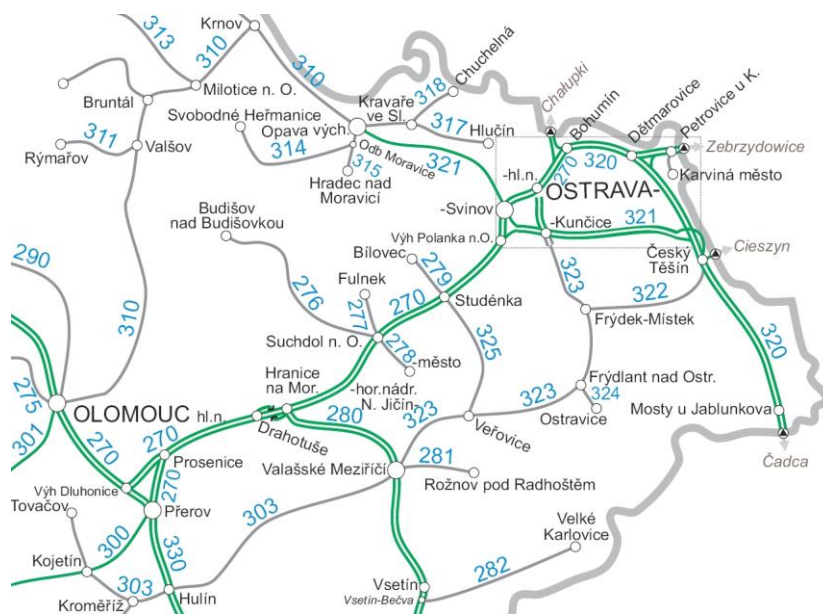 Krnov
313
310
310
Chuchelná
318
Bruntál
Milotice n. O.
Svobodné Heřmanice
Kravaře
ve Sl.
Opava vých.
317
Hlučín
Chałupki
Bohumín
Dětmarovice
Petrovice u K.
Zebrzydowice
Karviná město
311
Valšov
Rýmařov
314
Odb Moravice
315
Hradec nad
Moravicí
321
-hl.n.
270
320
OSTRAVA-
-Svinov
-Kunčice
321
Výh Polanka n.O.
Český
Těšín
Cieszyn
Budišov
nad Budišovkou
Bílovec
Fulnek
279
270
Studénka
323
322
Frýdek-Místek
290
310
276
277
Suchdol n. O.
278
-město
325
320
Hranice
na Mor.
-hor.nádr.
N. Jičín-
323
Frýdlant nad Ostr.
324
Ostravice
Mosty u Jablunkova
275
OLOMOUC hl.n.
280
323
Veřovice
301
270
270
Drahotuše
Čadca
Prosenice
Valašské Meziříčí
281
Rožnov pod Radhoštěm
Výh Dluhonice
270
Tovačov
Přerov
303
300
330
Velké
Karlovice
Kojetín
303
Hulín
Kroměříž
Vsetín
Vsetín-Bečva
282